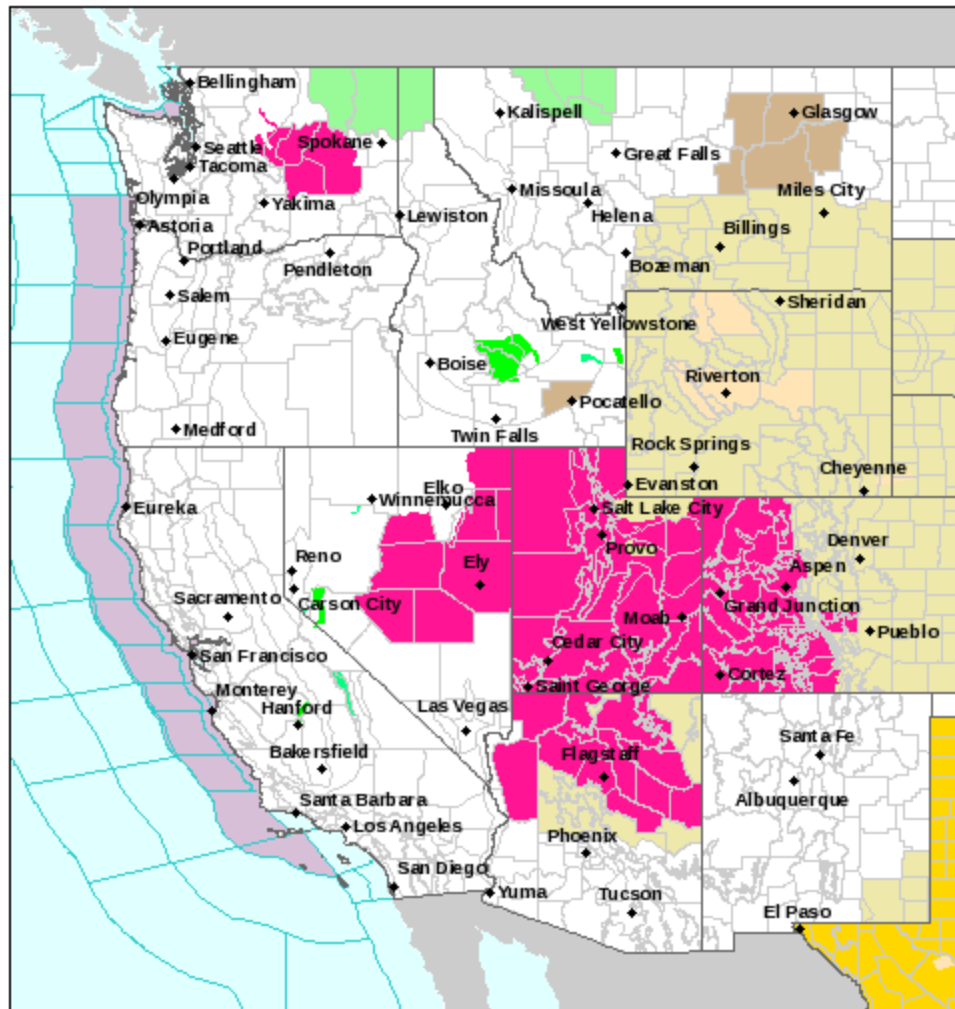 Bellingham
Kalispell
Glasgow
Spokane
Seattle
Great Falls
Tacoma
Missoula
Miles City
Olympia
Yakima
Helena
Lewiston
Astoria
Billings
Portland
Pendleton
Bozeman
Salem
Sheridan
West Yellowstone
Eugene
Boise
Riverton
Pocatello
Medford
Twin Falls
Rock Springs
Cheyenne
Evanston
Elko
Winnemucca
Eureka
Salt Lake City
Provo
Denver
Reno
Ely
Aspen
Sacramento
Carson City
Grand Junction
Moab
Pueblo
Cedar City
San Francisco
Cortez
Saint George
Monterey
Hanford
Las Vegas
Santa Fe
Bakersfield
Flagstaff
Albuquerque
Santa Barbara
Los Angeles
Phoenix
San Diego
Yuma
Tucson
El Paso